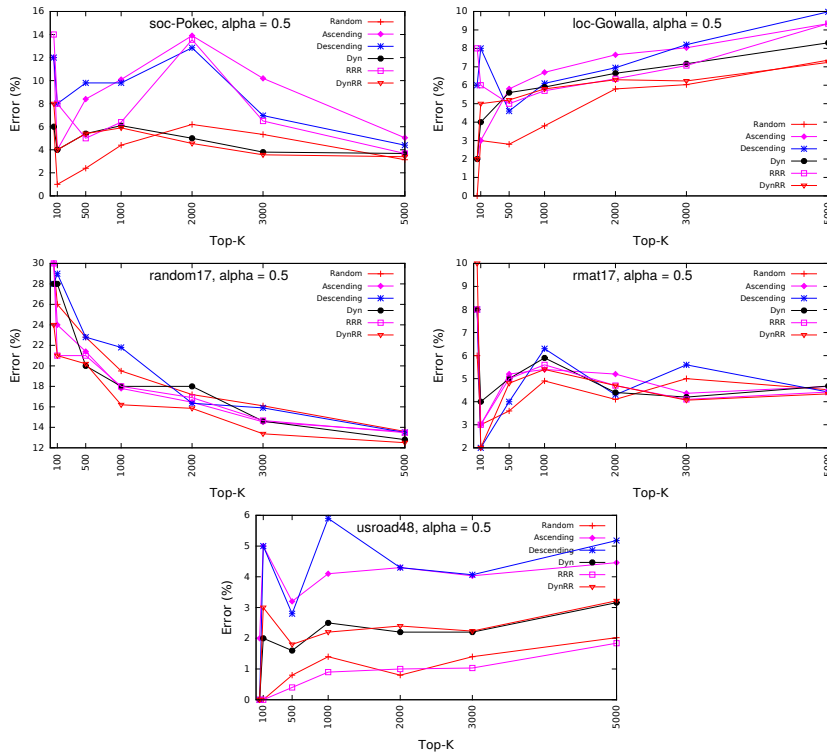 soc-Pokec, alpha = 0.5
Error (%)
16
14
12
10
8
6
4
2
0
100
500
1000
2000
3000
5000
Top-K
Random
Ascending
Descending
Dyn
RRR
DynRR
loc-Gowalla, alpha = 0.5
Error (%)
10
9
8
7
6
5
4
3
2
1
0
100
500
1000
2000
3000
5000
Top-K
Random
Ascending
Descending
Dyn
RRR
DynRR
random17, alpha = 0.5
Error (%)
30
28
26
24
22
20
18
16
14
12
100
500
1000
2000
3000
5000
Top-K
Random
Ascending
Descending
Dyn
RRR
DynRR
rmat17, alpha = 0.5
Error (%)
10
9
8
7
6
5
4
3
2
100
500
1000
2000
3000
5000
Top-K
Random
Ascending
Descending
Dyn
RRR
DynRR
usroad48, alpha = 0.5
Error (%)
6
5
4
3
2
1
0
100
500
1000
2000
3000
5000
Top-K
Random
Ascending
Descending
Dyn
RRR
DynRR